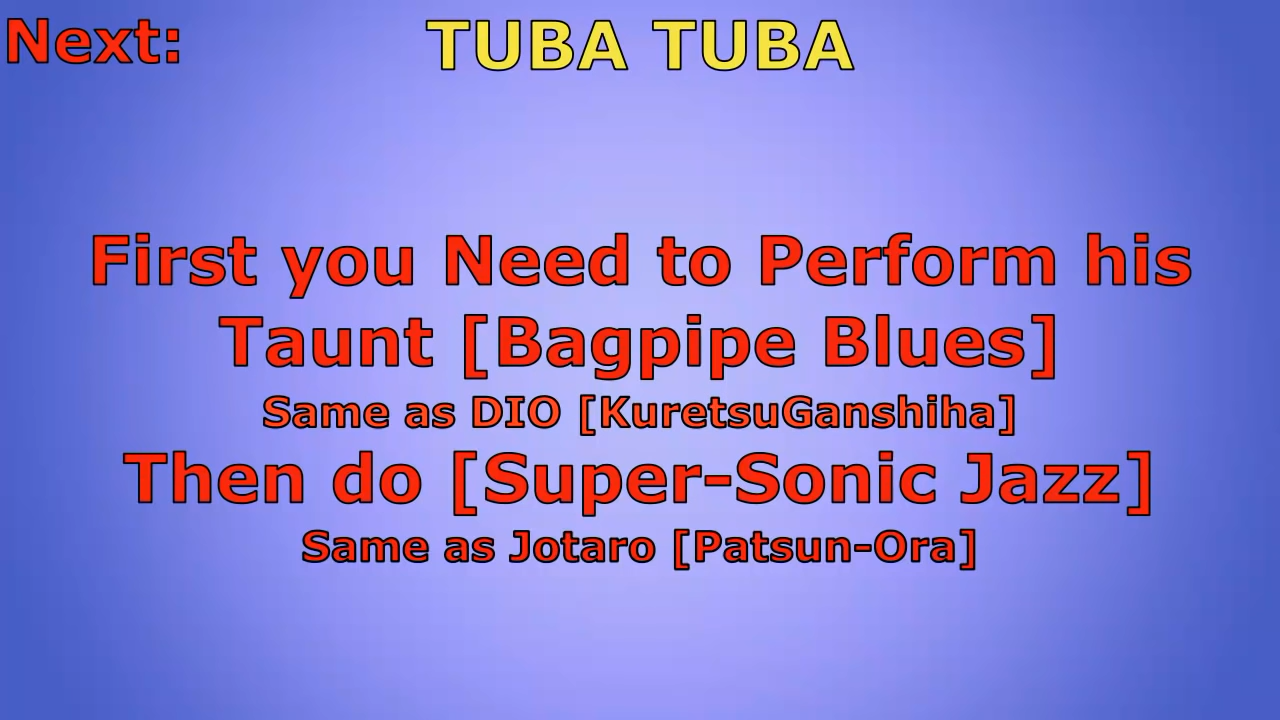 Next:
TUBA TUBA
First you Need to Perform his
Taunt [Bagpipe Blues]
Same as DIO [KuretsuGanshiha]
Then do [Super-Sonic Jazz]
Same as Jotaro [Patsun-Ora]